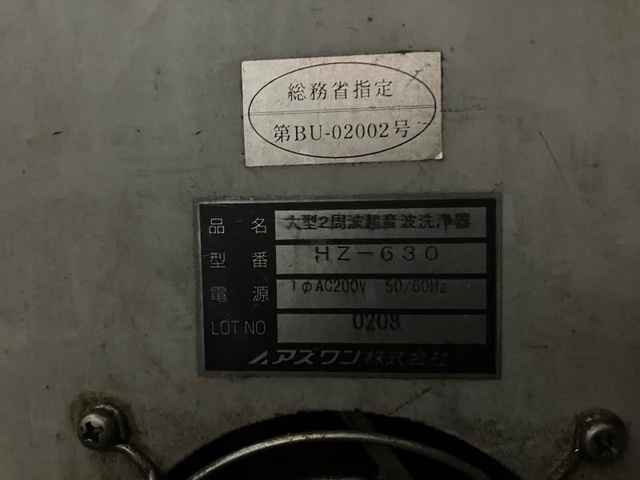 総務省指定
第BU-02002号
品名 大型2周波超音波洗浄器
型番 HZ-630
電源 1φAC200V 50/60Hz
LOT NO. 0209
アズワン株式会社